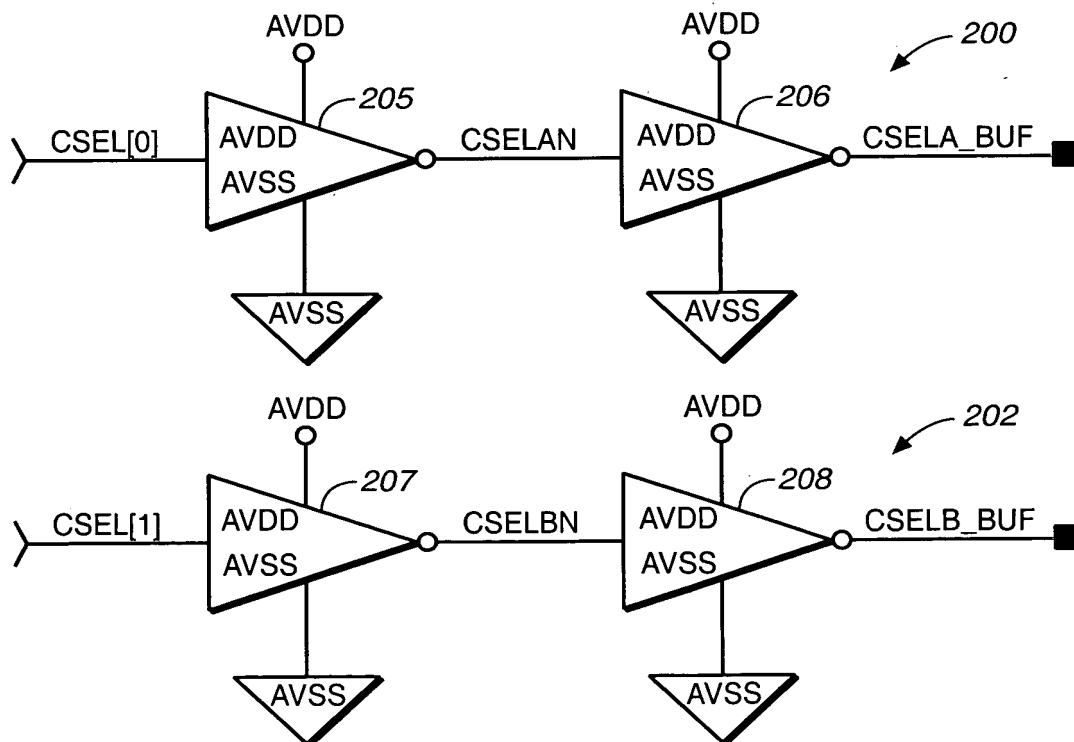 AVDD
AVDD
200
205
206
CSEL[0]
AVDD
AVSS
CSELAN
AVDD
AVSS
CSELA_BUF
AVSS
AVSS
AVDD
AVDD
202
207
208
CSEL[1]
AVDD
AVSS
CSELBN
AVDD
AVSS
CSELB_BUF
AVSS
AVSS